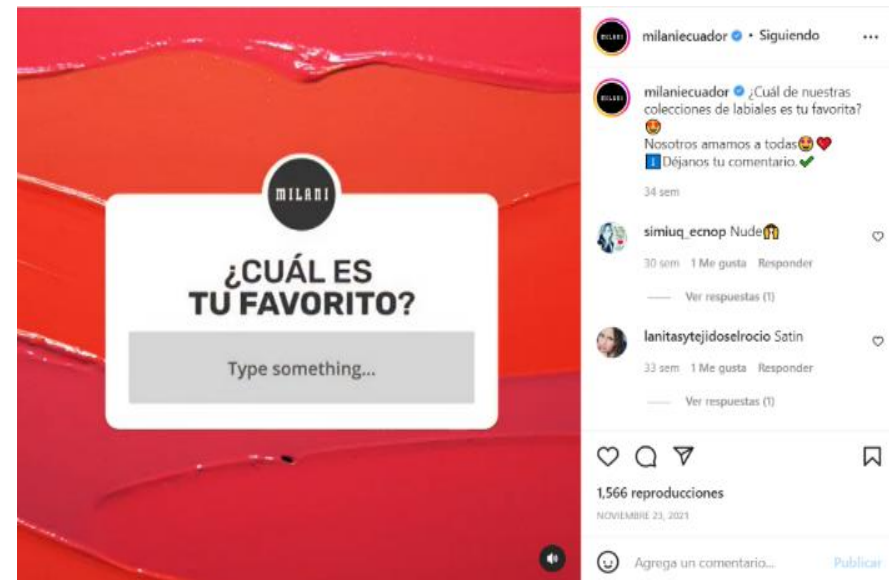 milaniecuador • Siguiendo
milaniecuador ¿Cuál de nuestras
colecciones de labiales es tu favorita?
Nosotros amamos a todas
Déjanos tu comentario.
34 sem
simiuq_ecnop Nude
30 sem 1 Me gusta Responder
Ver respuestas (1)
lanitasytejidoselrocio Satin
33 sem 1 Me gusta Responder
Ver respuestas (1)
1,566 reproducciones
NOVIEMBRE 23, 2021
Agrega un comentario... Publicar
MILANI
¿CUÁL ES
TU FAVORITO?
Type something...